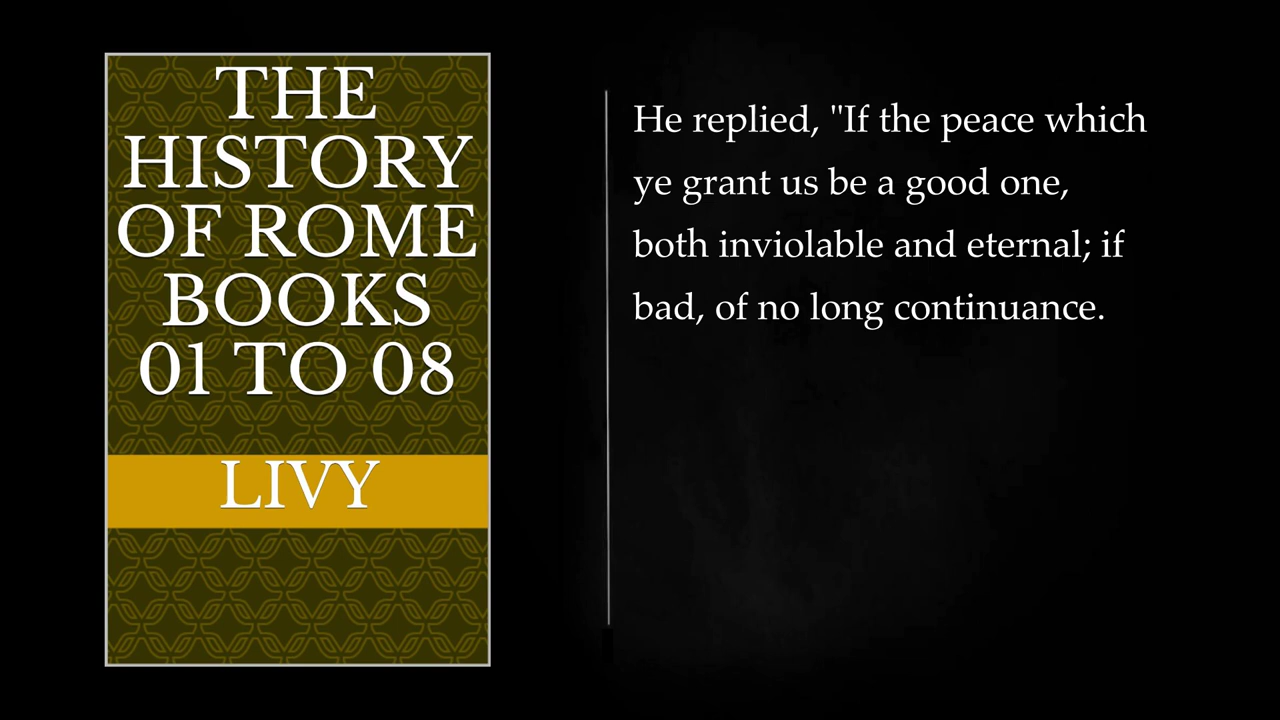 THE
HISTORY
OF ROME
BOOKS
01 TO 08
LIVY
He replied, "If the peace which
ye grant us be a good one,
both inviolable and eternal; if
bad, of no long continuance.